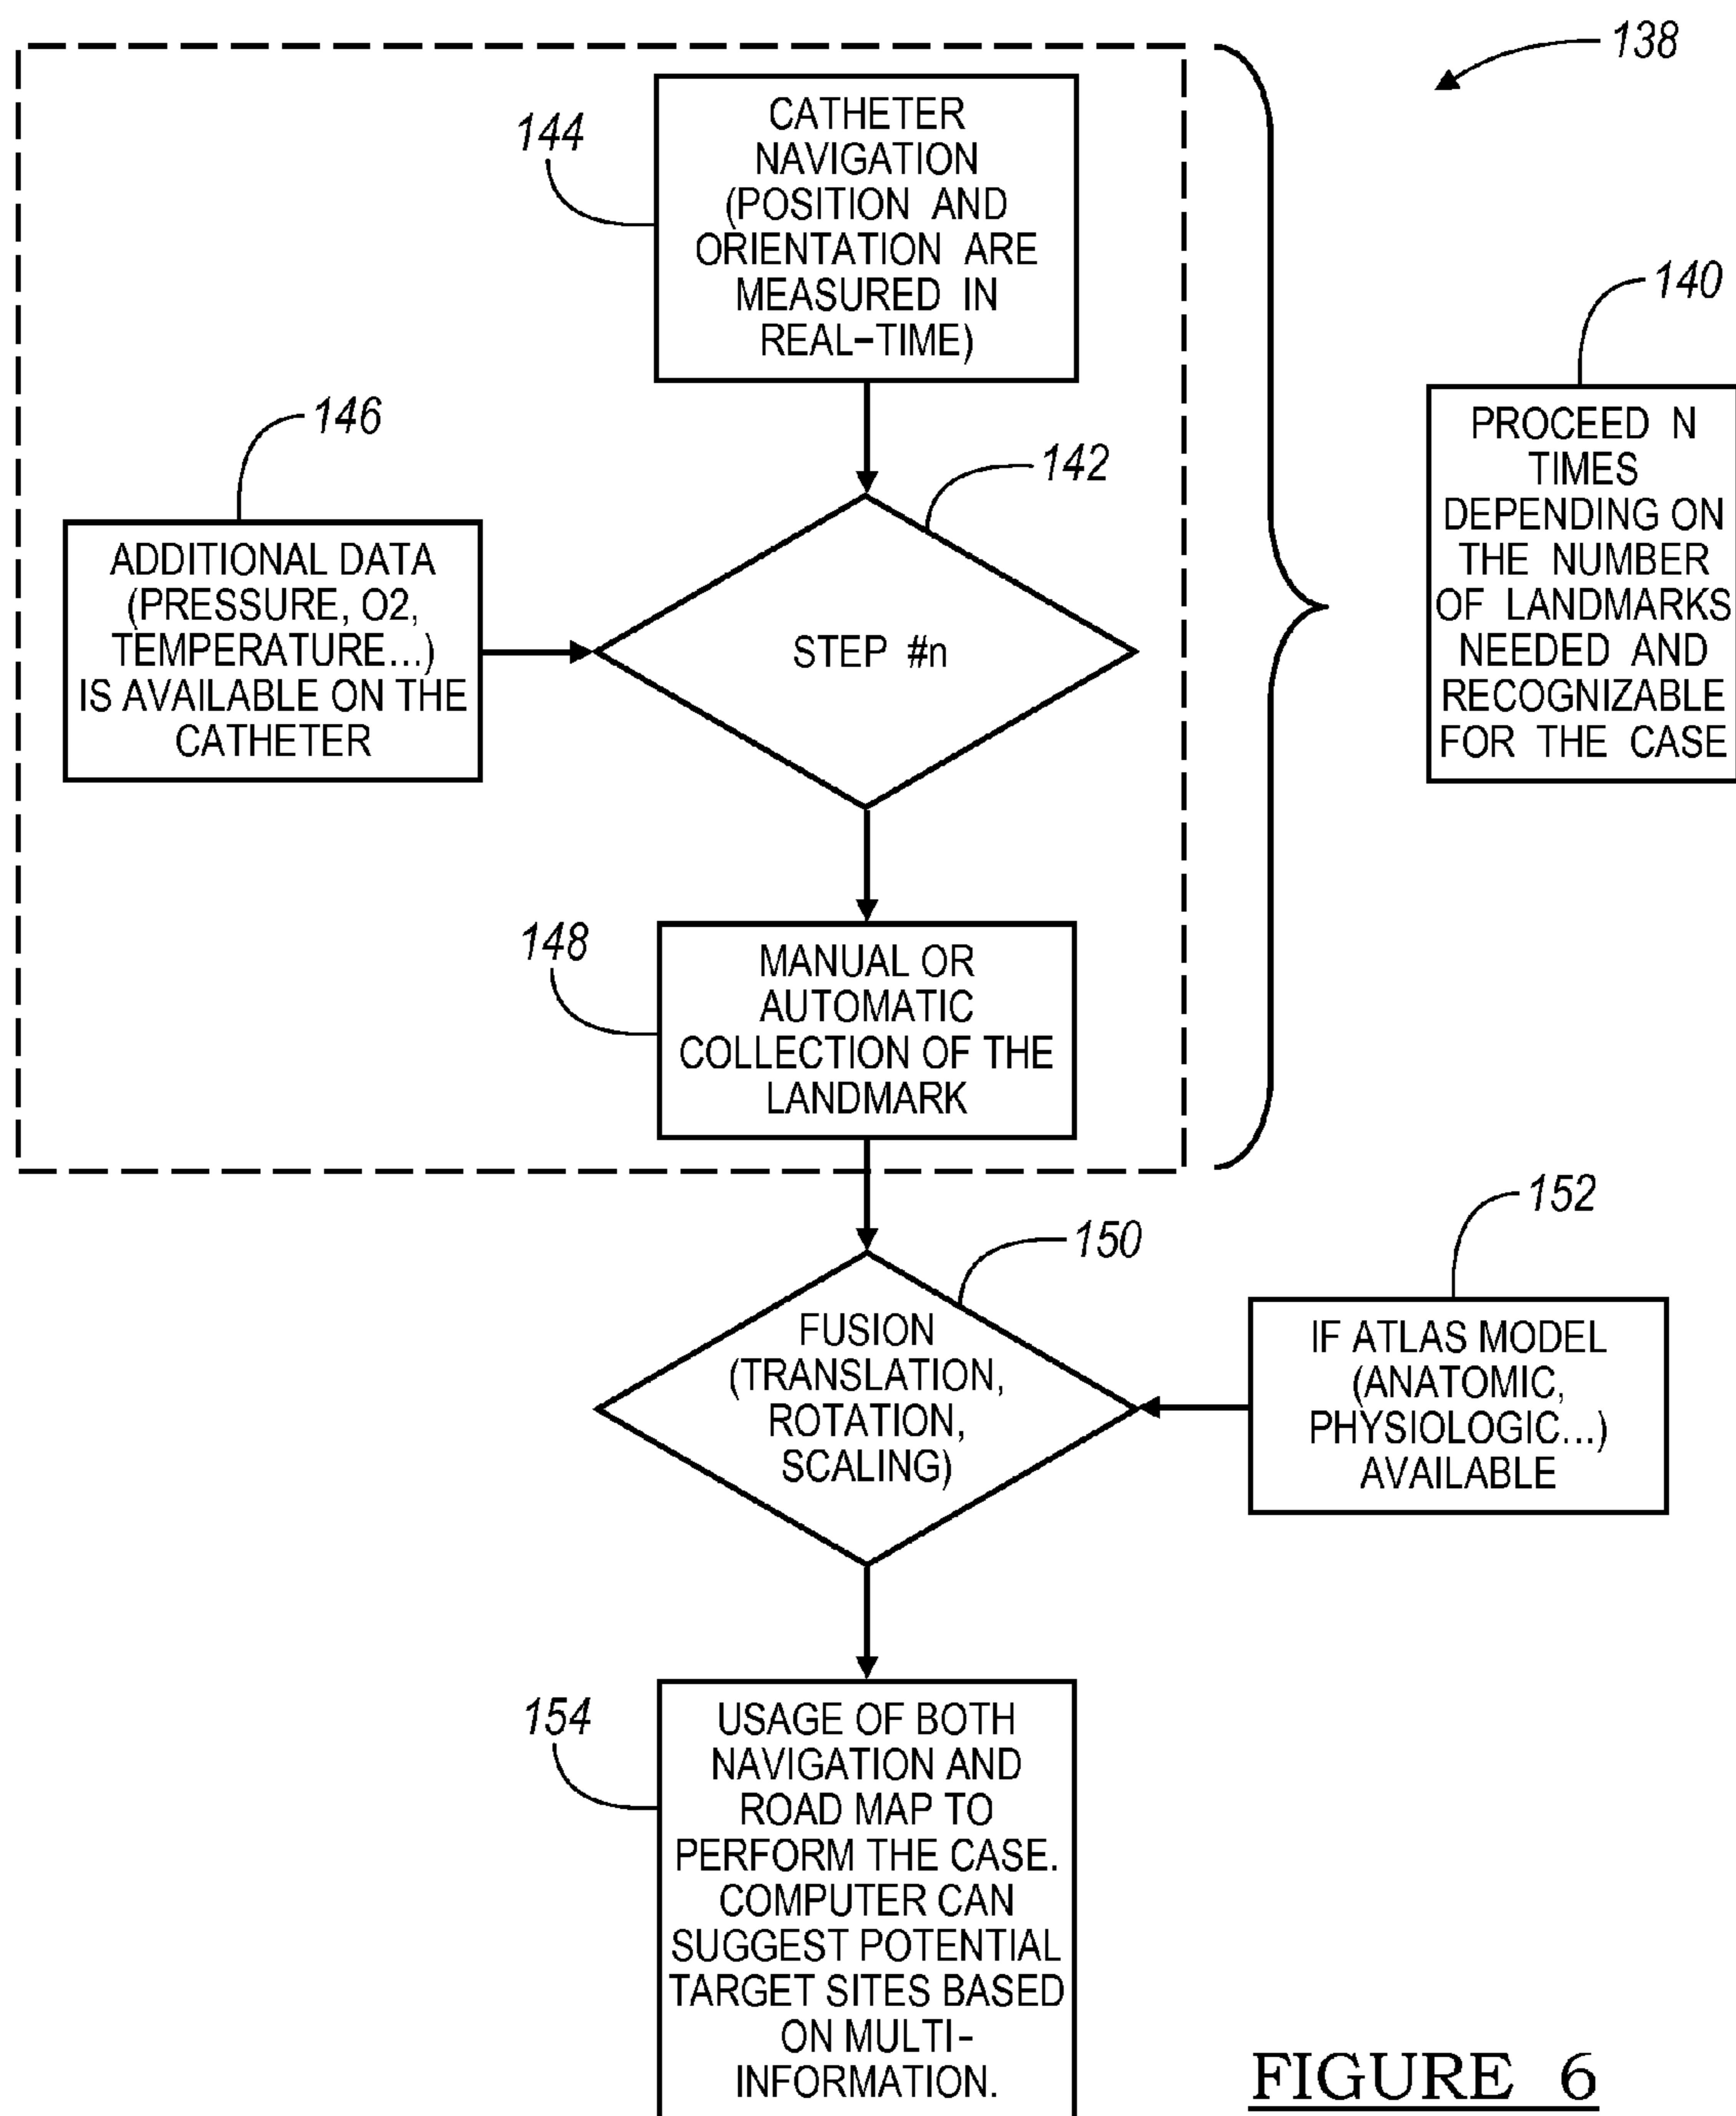 138
144
CATHETER
NAVIGATION
(POSITION AND
ORIENTATION ARE
MEASURED IN
REAL-TIME)
140
PROCEED N
TIMES
DEPENDING ON
THE NUMBER
OF LANDMARKS
NEEDED AND
RECOGNIZABLE
FOR THE CASE
146
ADDITIONAL DATA
(PRESSURE, O2,
TEMPERATURE...)
IS AVAILABLE ON THE
CATHETER
142
STEP #n
148
MANUAL OR
AUTOMATIC
COLLECTION OF THE
LANDMARK
150
FUSION
(TRANSLATION,
ROTATION,
SCALING)
152
IF ATLAS MODEL
(ANATOMIC,
PHYSIOLOGIC...)
AVAILABLE
154
USAGE OF BOTH
NAVIGATION AND
ROAD MAP TO
PERFORM THE CASE.
COMPUTER CAN
SUGGEST POTENTIAL
TARGET SITES BASED
ON MULTI-
INFORMATION.
FIGURE 6